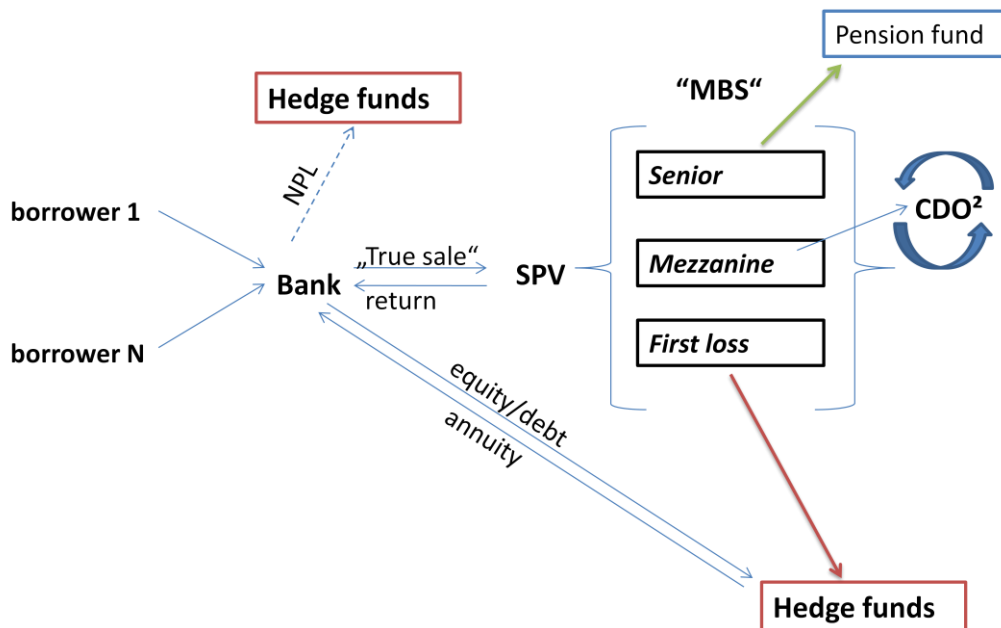 Pension fund
"MBS“
Hedge funds
NPL
Senior
borrower 1
CDO²
„True sale“
Bank
SPV
Mezzanine
return
First loss
borrower N
equity/debt
annuity
Hedge funds